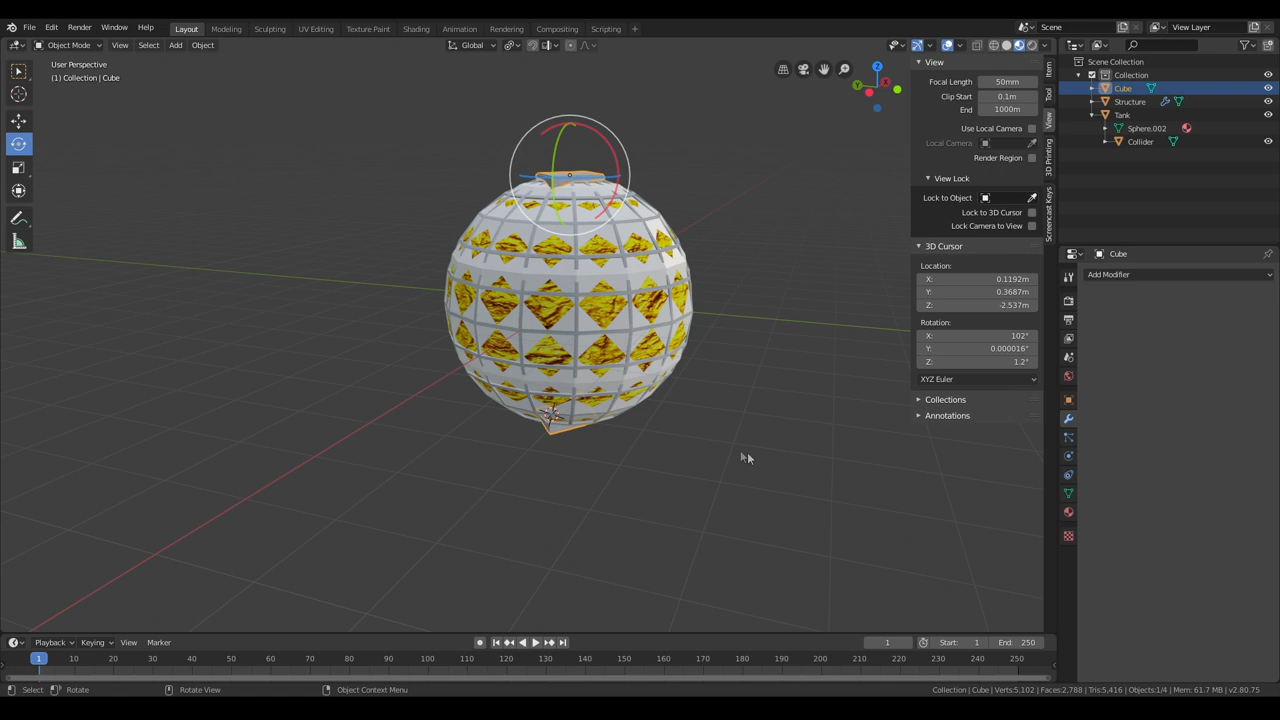 File Edit Render Window Help Layout Modeling Sculpting UV Editing Texture Paint Shading Animation Rendering Compositing Scripting + Scene View Layer
Object Mode View Select Add Object Global
User Perspective
(1) Collection | Cube
Z
X
Y
View
Focal Length 50mm
Clip Start 0.1m
End 1000m
Use Local Camera
Local Camera
Render Region
View Lock
Lock to Object
Lock to 3D Cursor
Lock Camera to View
3D Cursor
Location:
X: 0.1192m
Y: 0.3687m
Z: -2.537m
Rotation:
X: 102°
Y: 0.000016°
Z: 1.2°
XYZ Euler
Collections
Annotations
Item
Tool
View
3D Printing
Screencast Keys
Scene Collection
Collection
Cube
Structure
Tank
Sphere.002
Collider
Cube
Add Modifier
Playback Keying View Marker 1 Start: 1 End: 250
1 10 20 30 40 50 60 70 80 90 100 110 120 130 140 150 160 170 180 190 200 210 220 230 240 250
Select Rotate Rotate View Object Context Menu Collection | Cube | Verts:5,102 | Faces:2,788 | Tris:5,416 | Objects:1/4 | Mem: 61.7 MB | v2.80.75